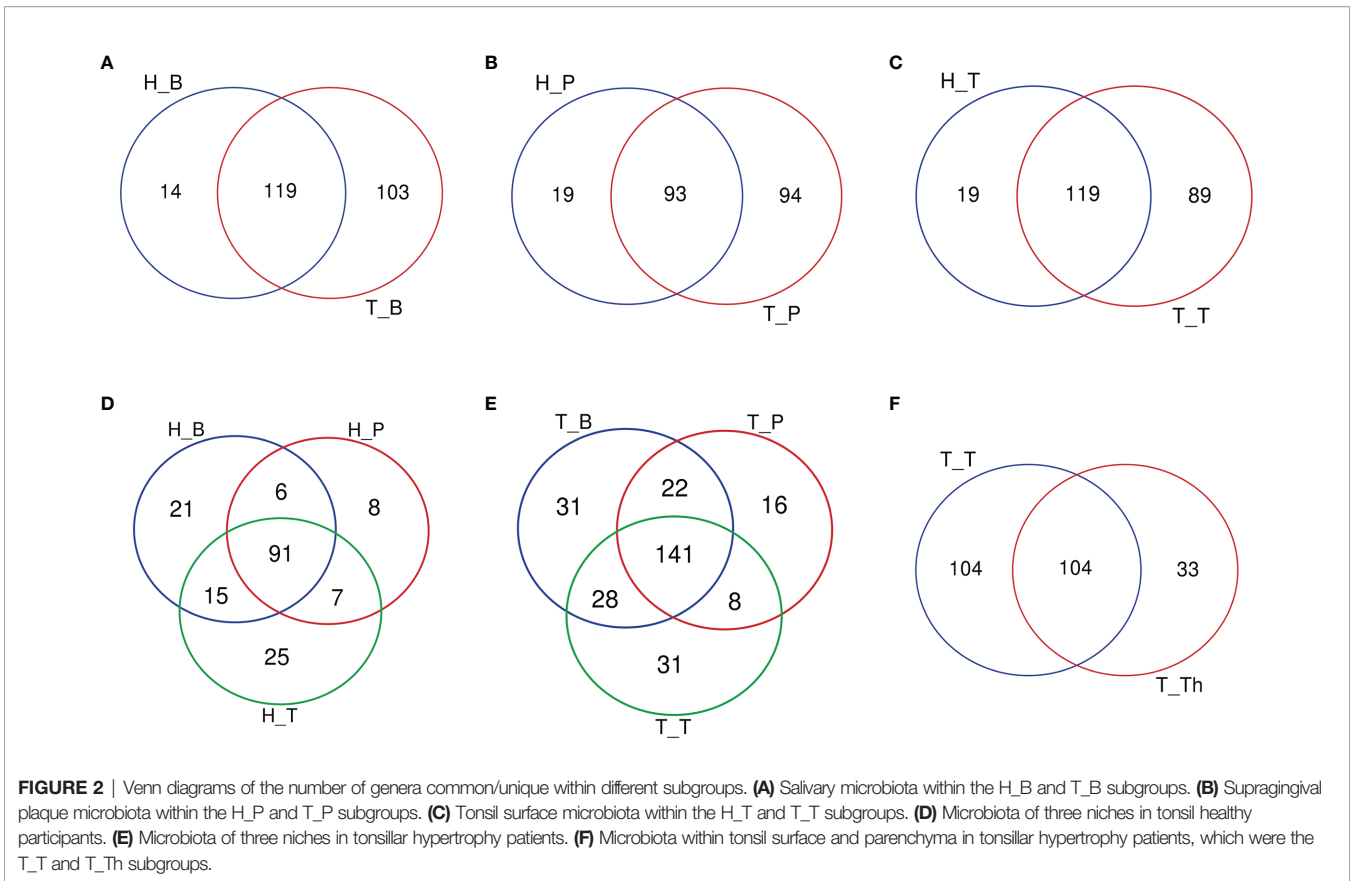 A
B
C
H_B
H_P
H_T
14
119
103
19
93
94
19
119
89
T_B
T_P
T_T
D
E
F
H_B
H_P
T_B
T_P
T_T
21
6
8
91
15
7
25
H_T
31
22
16
141
28
8
31
T_T
104
104
33
T_Th
FIGURE 2 | Venn diagrams of the number of genera common/unique within different subgroups. (A) Salivary microbiota within the H_B and T_B subgroups. (B) Supragingival
plaque microbiota within the H_P and T_P subgroups. (C) Tonsil surface microbiota within the H_T and T_T subgroups. (D) Microbiota of three niches in tonsil healthy
participants. (E) Microbiota of three niches in tonsillar hypertrophy patients. (F) Microbiota within tonsil surface and parenchyma in tonsillar hypertrophy patients, which were the
T_T and T_Th subgroups.